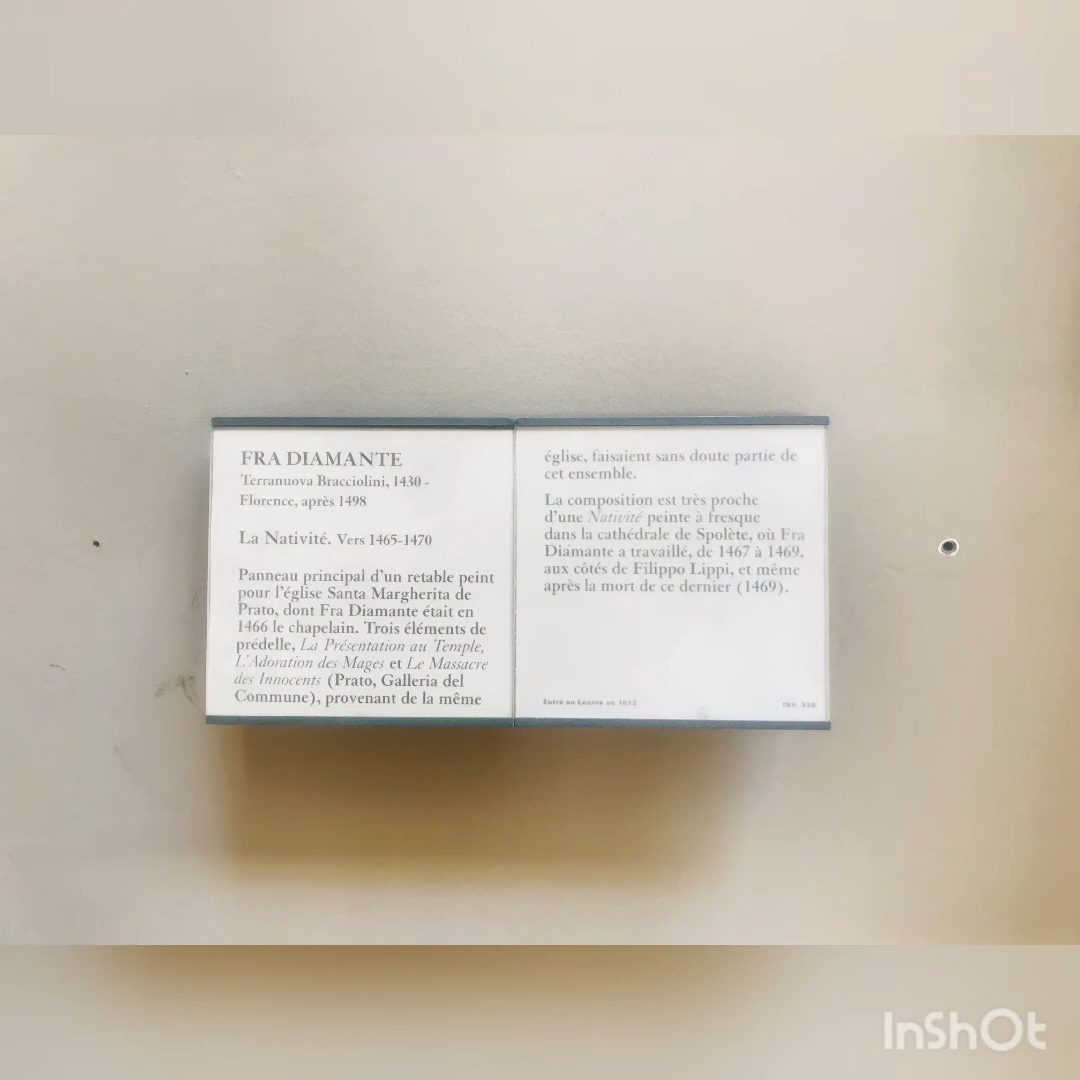 FRA DIAMANTE
Terranuova Bracciolini, 1430 -
Florence, après 1498
La Nativité. Vers 1465-1470
Panneau principal d'un retable peint
pour l'église Santa Margherita de
Prato, dont Fra Diamante était en
1466 le chapelain. Trois éléments de
prédelle, La Présentation au Temple,
L'Adoration des Mages et Le Massacre
des Innocents (Prato, Galleria del
Commune), provenant de la même
église, faisaient sans doute partie de
cet ensemble.
La composition est très proche
d'une Nativité peinte à fresque
dans la cathédrale de Spolète, où Fra
Diamante a travaillé, de 1467 à 1469,
aux côtés de Filippo Lippi, et même
après la mort de ce dernier (1469).
Entré au Louvre en 1812
INV. 339
InShOt